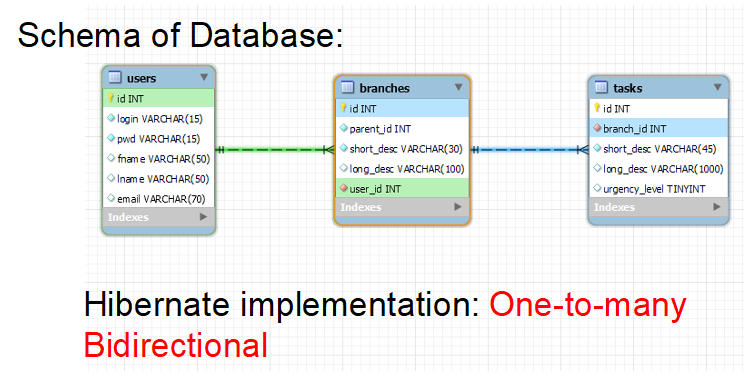 Schema of Database:
users
id INT
login VARCHAR(15)
pwd VARCHAR(15)
fname VARCHAR(50)
lname VARCHAR(50)
email VARCHAR(70)
Indexes
branches
id INT
parent_id INT
short_desc VARCHAR(30)
long_desc VARCHAR(100)
user_id INT
Indexes
tasks
id INT
branch_id INT
short_desc VARCHAR(45)
long_desc VARCHAR(1000)
urgency_level TINYINT
Indexes
Hibernate implementation: One-to-many
Bidirectional